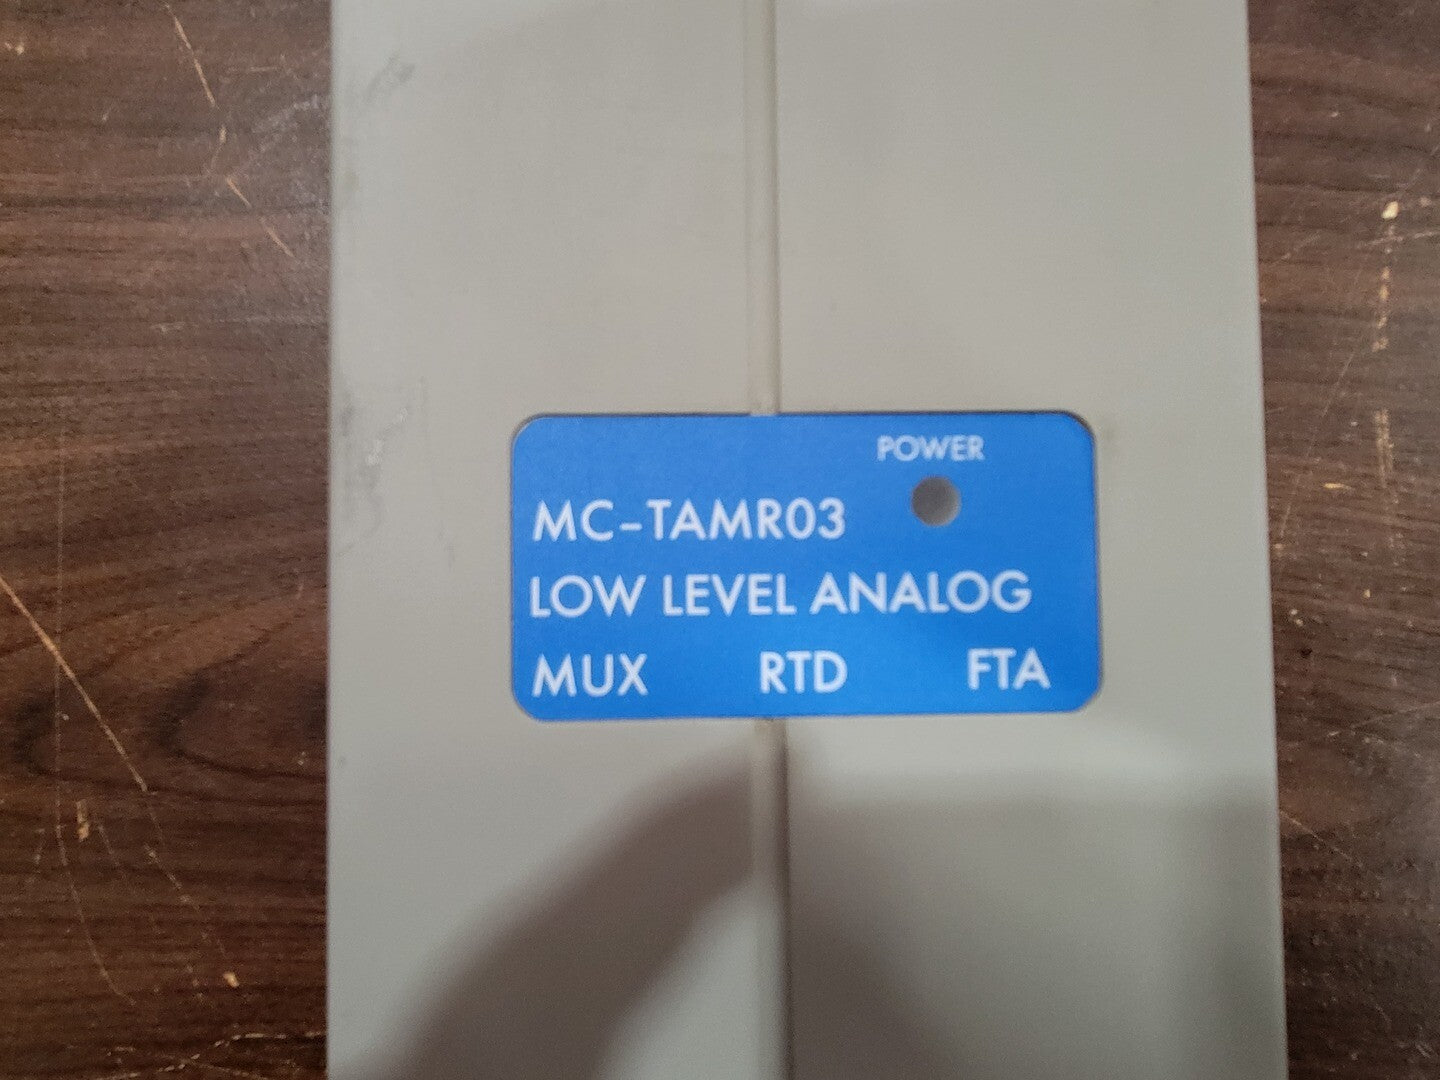 POWER
MC-TAMR03
LOW LEVEL ANALOG
MUX RTD FTA